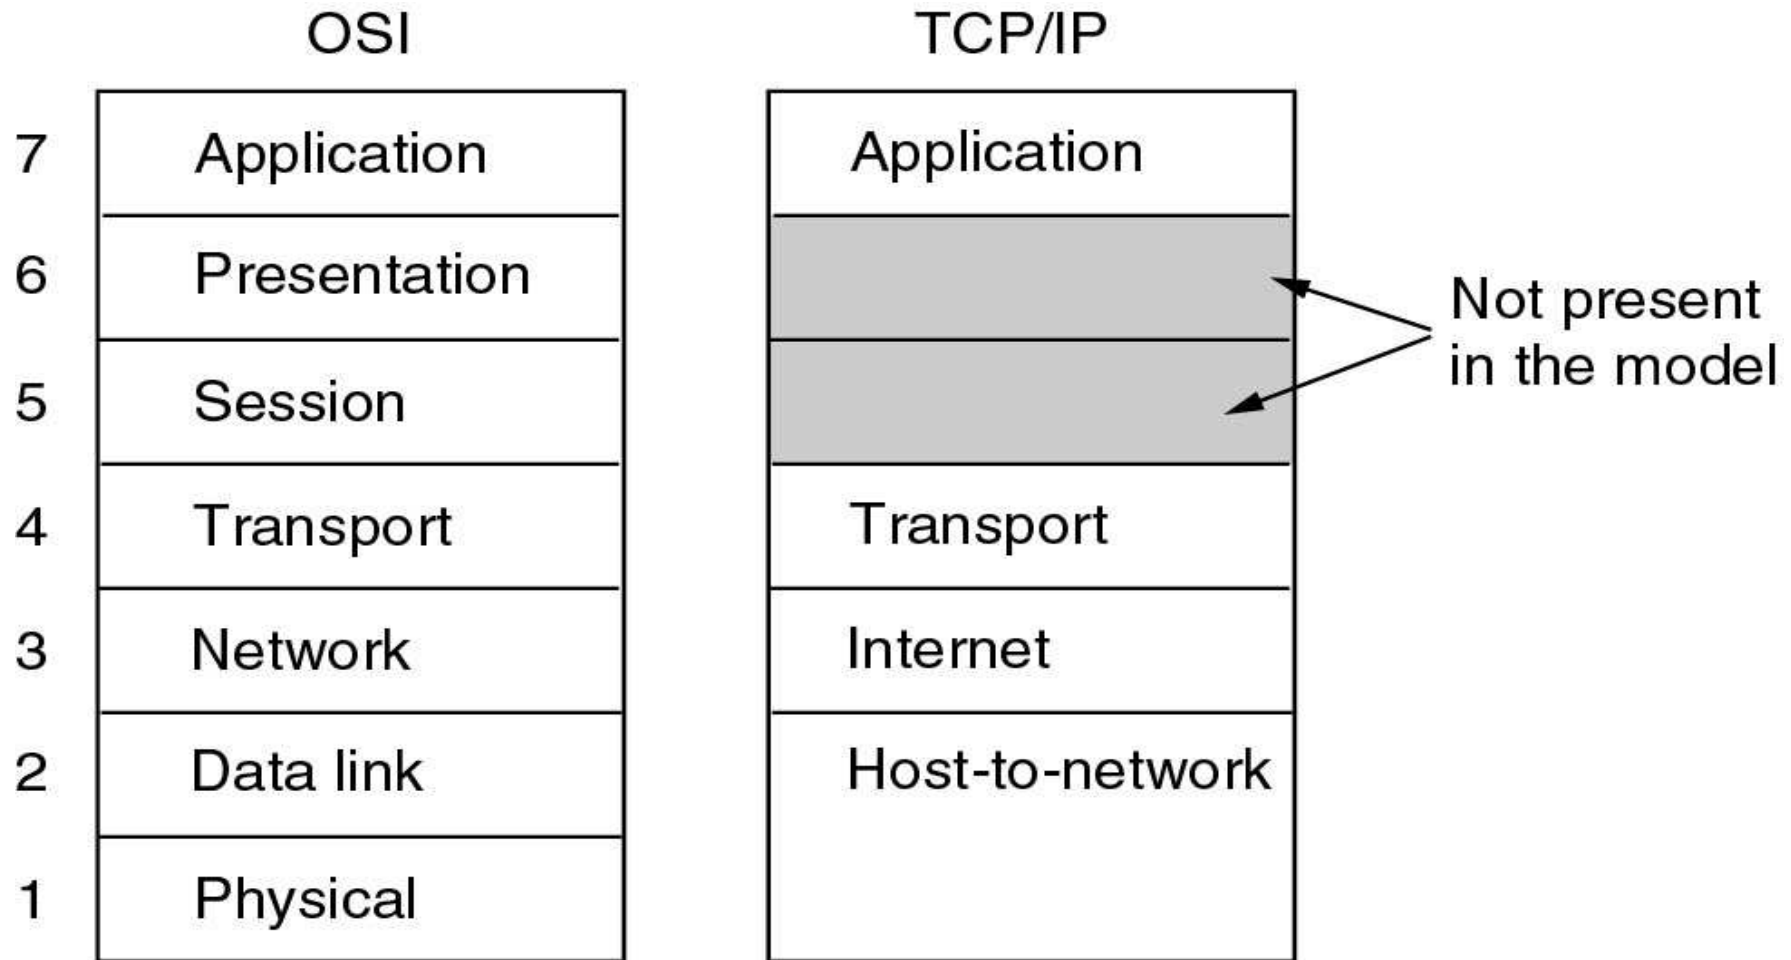 OSI
TCP/IP
7 Application Application
6 Presentation
5 Session
Not present
in the model
4 Transport Transport
3 Network Internet
2 Data link Host-to-network
1 Physical